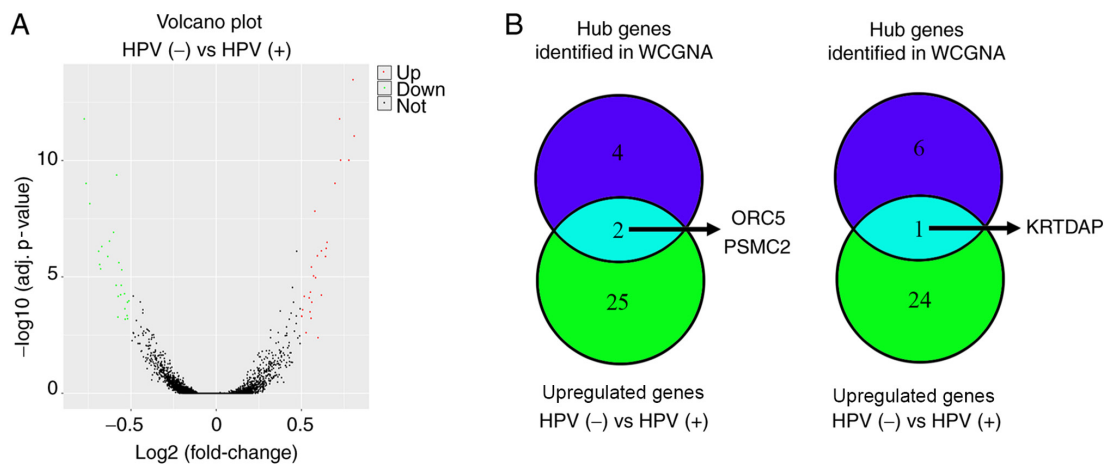 A
Volcano plot
HPV (−) vs HPV (+)
Up
Down
Not
−log10 (adj. p-value)
10
5
0
−0.5
0
0.5
Log2 (fold-change)
B
Hub genes
identified in WCGNA
4
2
25
ORC5
PSMC2
Upregulated genes
HPV (−) vs HPV (+)
Hub genes
identified in WCGNA
6
1
24
KRTDAP
Upregulated genes
HPV (−) vs HPV (+)